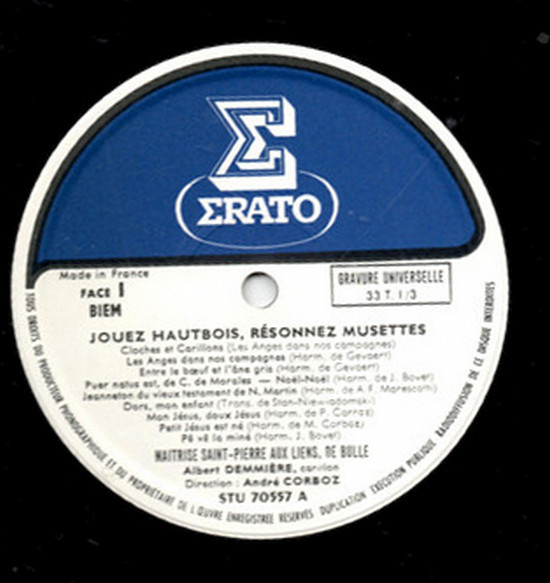 Σ
ΣRATO
Made in France
FACE 1
BIEM
GRAVURE UNIVERSELLE
33 T. 1/3
JOUEZ HAUTBOIS, RÉSONNEZ MUSETTES
Cloches et Carillons (Les Anges dans nos campagnes)
Les Anges dans nos campagnes (Harm. de Gevaert)
Entre le bœuf et l'âne gris (Harm. de Gevaert)
Puer natus est, de C. de Morales — Noël-Noël (Harm. de J. Bovet)
Jeanneton du vieux testament de N. Martin (Harm. de A.F. Marescotti)
Dors, mon enfant (Trans. de Stan-Niewiadomski)
Mon Jésus, doux Jésus (Harm. de P. Carraz)
Petit Jésus est né (Harm. de M. Corboz)
Pè vè la miné (Harm. J. Bovet)
MAITRISE SAINT-PIERRE AUX LIENS, DE BULLE
Albert DEMMIÈRE, carillon
Direction : André CORBOZ
STU 70557 A
TOUS DROITS DU PRODUCTEUR PHONOGRAPHIQUE ET DU PROPRIETAIRE DE L'ŒUVRE ENREGISTREE RESERVES DUPLICATION EXECUTION PUBLIQUE RADIODIFFUSION DE CE DISQUE INTERDITES